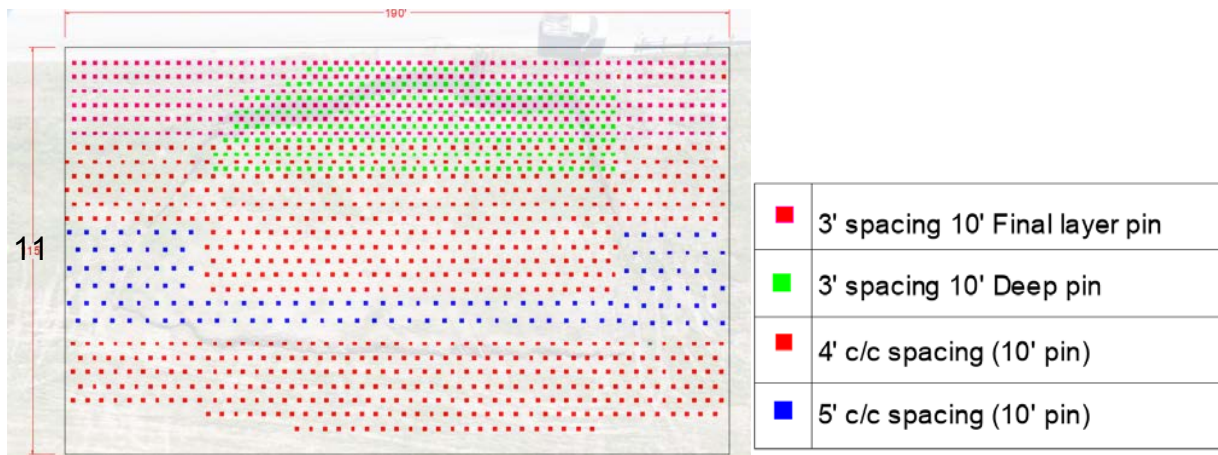 190'
11
3' spacing 10' Final layer pin
3' spacing 10' Deep pin
4' c/c spacing (10' pin)
5' c/c spacing (10' pin)